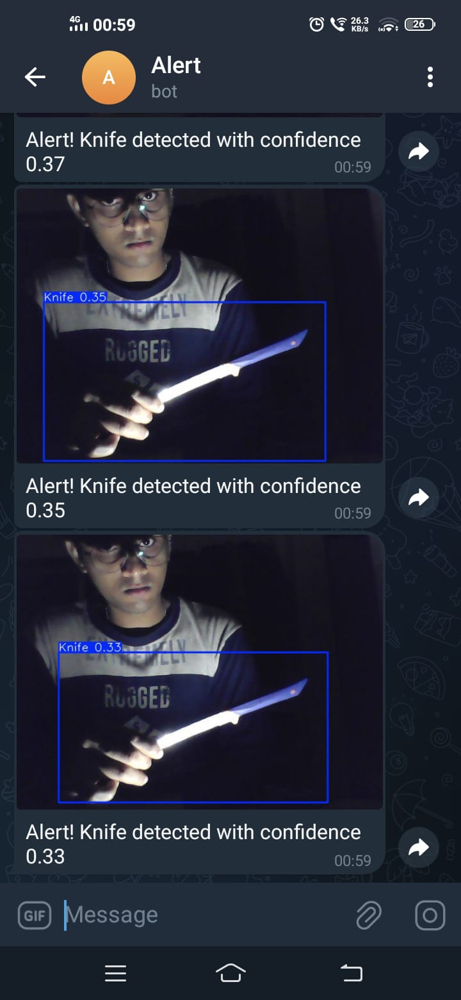 4G 00:59 26.3 KB/s 26
A
Alert
bot
Alert! Knife detected with confidence
0.37
00:59
Knife 0.35
EXTREMELY
RUGGED
Alert! Knife detected with confidence
0.35
00:59
Knife 0.33
EXTREMELY
RUGGED
Alert! Knife detected with confidence
0.33
00:59
GIF Message